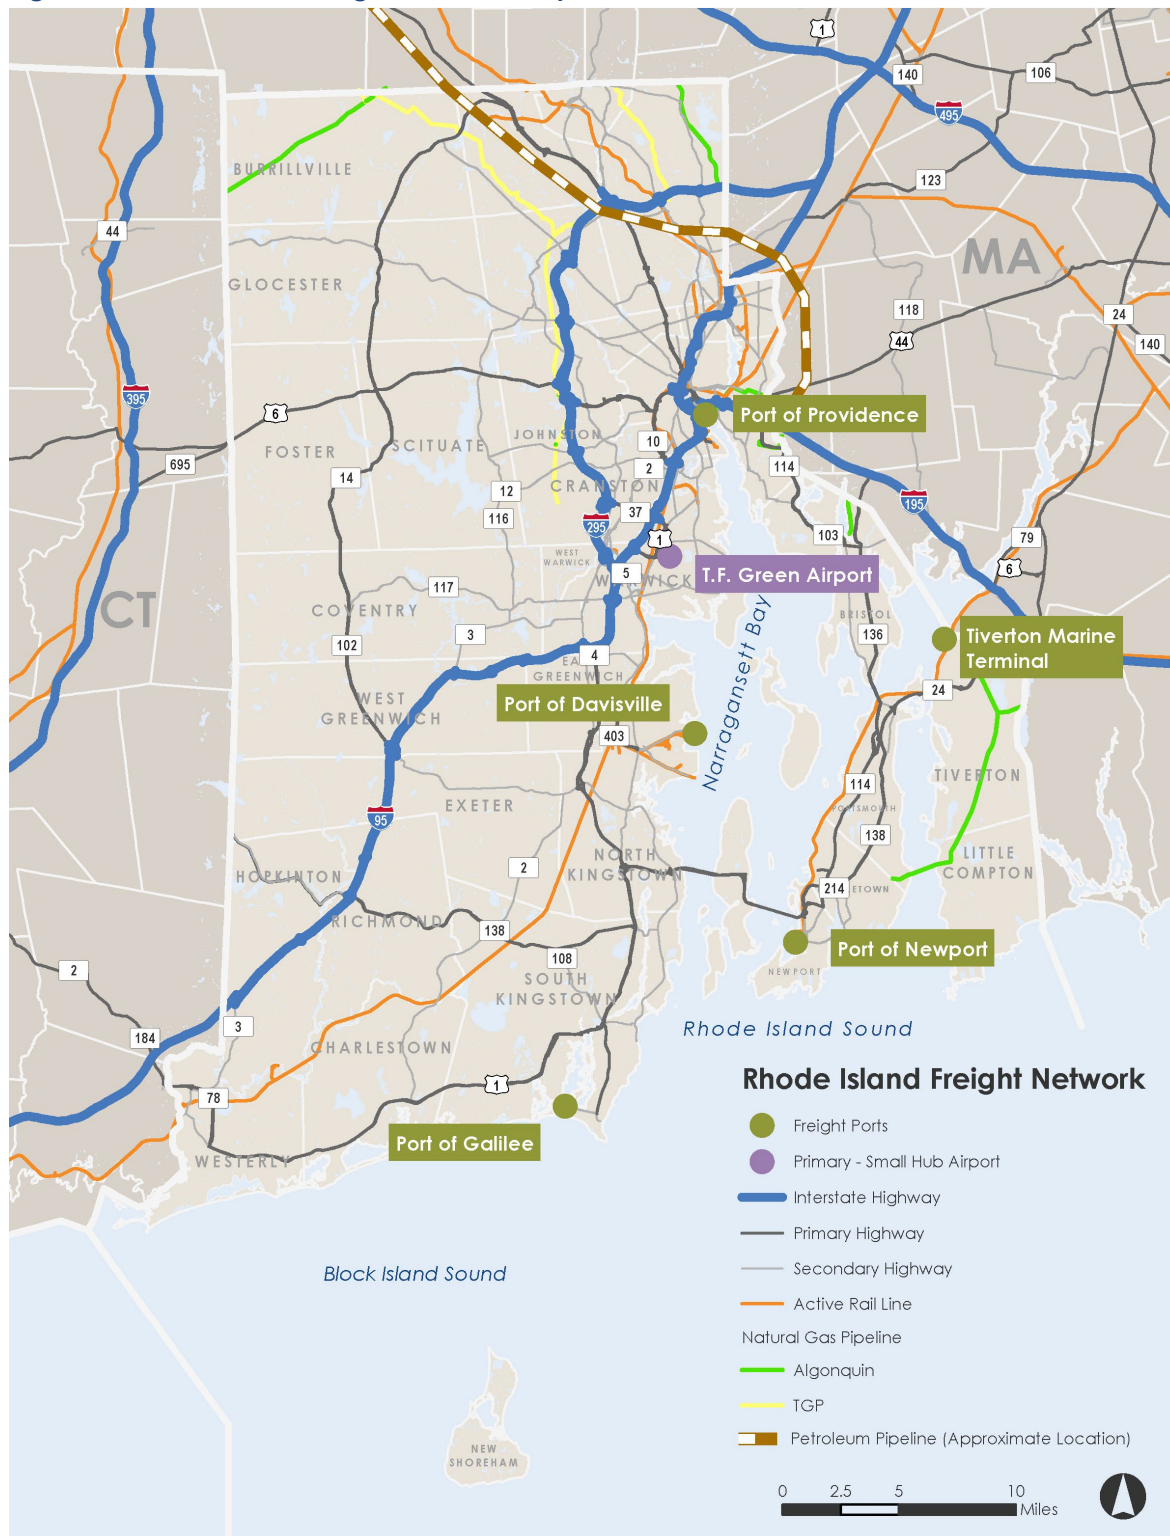 1
140
106
495
123
BURRILLVILLE
44
MA
GLOCESTER
118
24
44
140
395
6
Port of Providence
JOHNSTON
10
FOSTER
SCITUATE
695
2
114
14
CRANSTON
12
195
37
116
295
103
79
1
WEST
WARWICK
6
T.F. Green Airport
5
WARWICK
117
CT
COVENTRY
BRISTOL
3
136
Tiverton Marine
Terminal
102
4
Narragansett Bay
EAST
GREENWICH
24
WEST
GREENWICH
Port of Davisville
403
TIVERTON
114
EXETER
PORTSMOUTH
95
138
NORTH
KINGSTOWN
LITTLE
COMPTON
2
HOPKINTON
214
ETOWN
RICHMOND
138
Port of Newport
108
2
NEWPORT
SOUTH
KINGSTOWN
3
Rhode Island Sound
184
CHARLESTOWN
Rhode Island Freight Network
1
78
Freight Ports
Port of Galilee
WESTERLY
Primary - Small Hub Airport
Interstate Highway
Primary Highway
Secondary Highway
Block Island Sound
Active Rail Line
Natural Gas Pipeline
Algonquin
TGP
Petroleum Pipeline (Approximate Location)
NEW
SHOREHAM
0 2.5 5 10
Miles